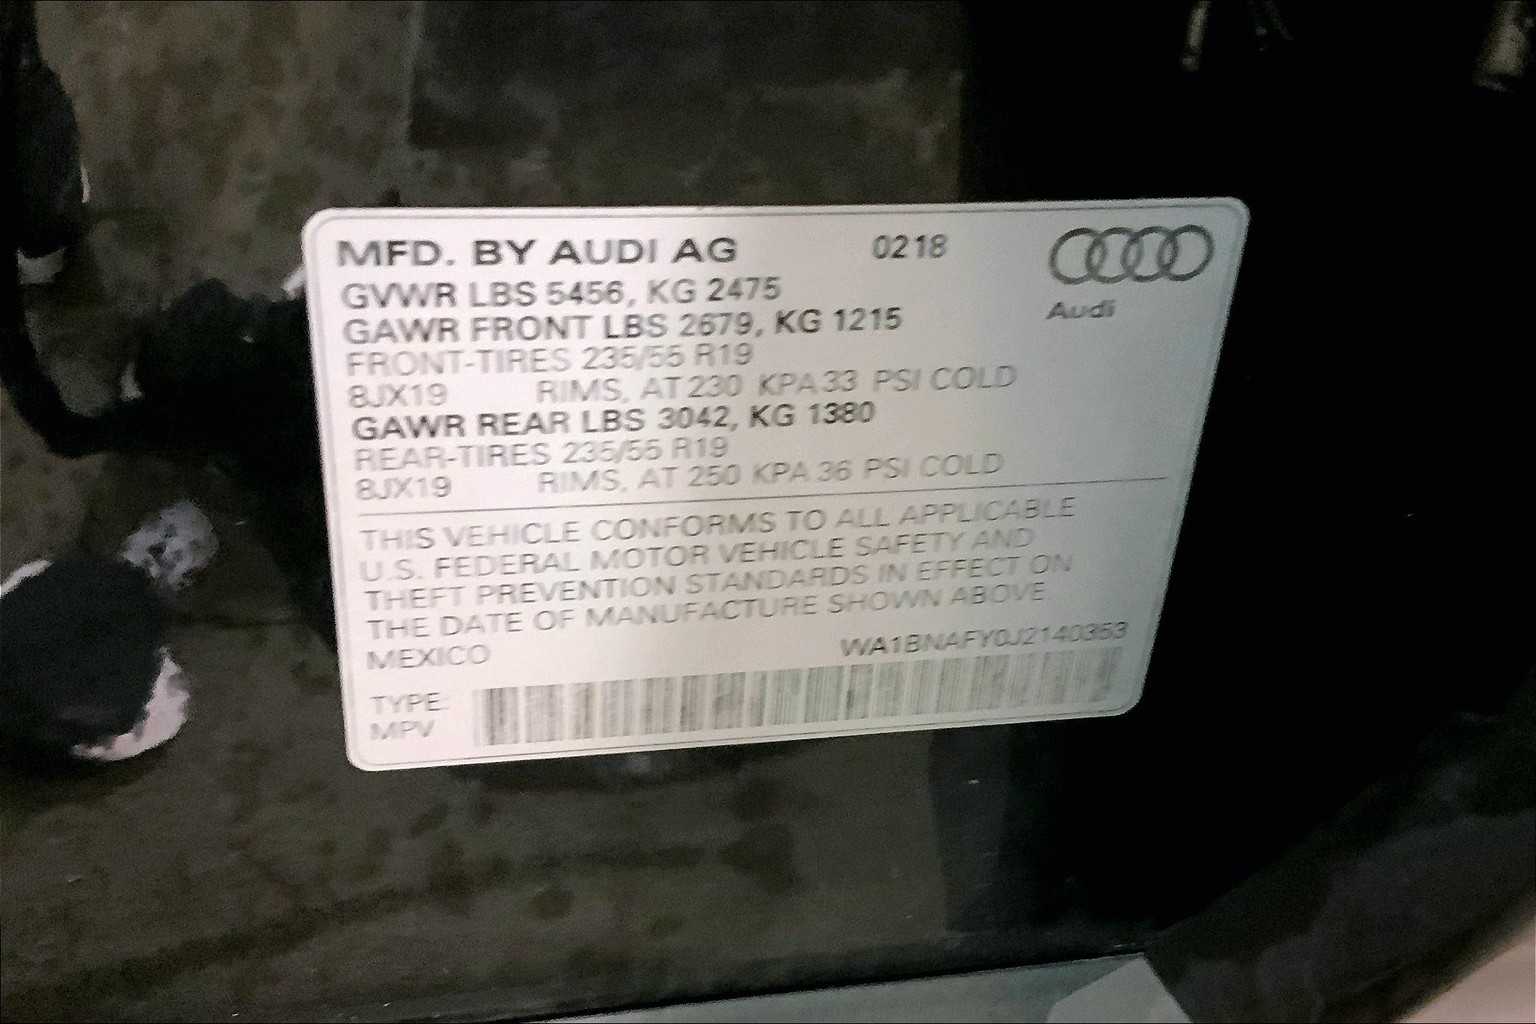 MFD. BY AUDI AG 0218
Audi
GVWR LBS 5456, KG 2475
GAWR FRONT LBS 2679, KG 1215
FRONT-TIRES 235/55 R19
8JX19 RIMS, AT 230 KPA 33 PSI COLD
GAWR REAR LBS 3042, KG 1380
REAR-TIRES 235/55 R19
8JX19 RIMS, AT 250 KPA 36 PSI COLD
THIS VEHICLE CONFORMS TO ALL APPLICABLE
U.S. FEDERAL MOTOR VEHICLE SAFETY AND
THEFT PREVENTION STANDARDS IN EFFECT ON
THE DATE OF MANUFACTURE SHOWN ABOVE
MEXICO WA1BNAFY0J2140353
TYPE:
MPV